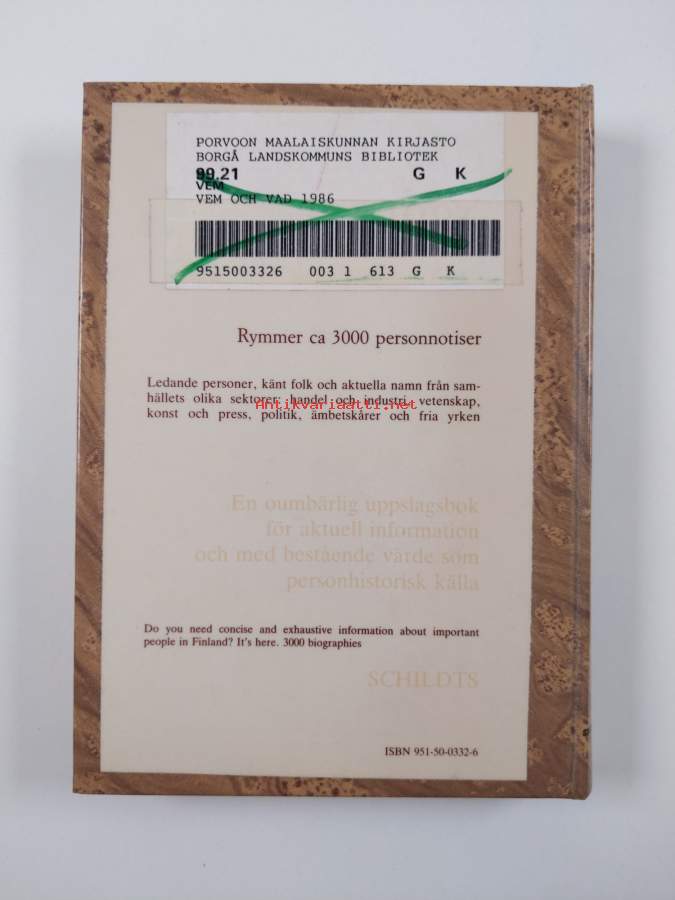 PORVOON MAALAISKUNNAN KIRJASTO
BORGÅ LANDSKOMMUNS BIBLIOTEK
99.21 G K
VEM
VEM OCH VAD 1986
9515003326 003 1 613 G K
Rymmer ca 3000 personnotiser
Ledande personer, känt folk och aktuella namn från sam-
hällets olika sektorer: handel och industri, vetenskap,
Antikvariaatti.net
konst och press, politik, ämbetskårer och fria yrken
En oumbärlig uppslagsbok
för aktuell information
och med bestående värde som
personhistorisk källa
Do you need concise and exhaustive information about important
people in Finland? It's here. 3000 biographies
SCHILDTS
ISBN 951-50-0332-6